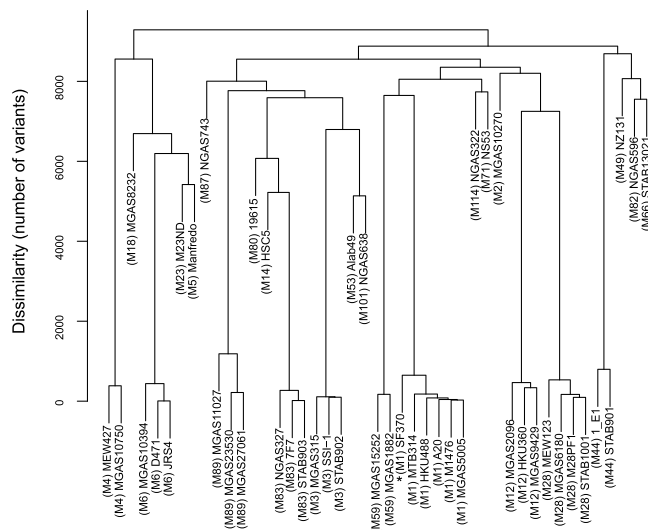 Dissimilarity (number of variants)
8000
6000
4000
2000
0
(M4) MEW427
(M4) MGAS10750
(M18) MGAS8232
(M6) MGAS10394
(M6) D471
(M6) JRS4
(M23) M23ND
(M5) Manfredo
(M87) NGAS743
(M89) MGAS11027
(M89) MGAS23530
(M89) MGAS27061
(M80) 19615
(M14) HSC5
(M83) NGAS327
(M83) 7F7
(M83) STAB903
(M3) MGAS315
(M3) SSI-1
(M3) STAB902
(M53) Alab49
(M101) NGAS638
(M59) MGAS15252
(M59) MGAS1882
* (M1) SF370
(M1) MTB314
(M1) HKU488
(M1) A20
(M1) M1476
(M1) MGAS5005
(M114) NGAS322
(M71) NS53
(M2) MGAS10270
(M12) MGAS2096
(M12) HKU360
(M12) MGAS9429
(M28) MEW123
(M28) MGAS6180
(M28) M28PF1
(M28) STAB1001
(M44) 1_E1
(M44) STAB901
(M49) NZ131
(M82) NGAS596
(M66) STAB13021